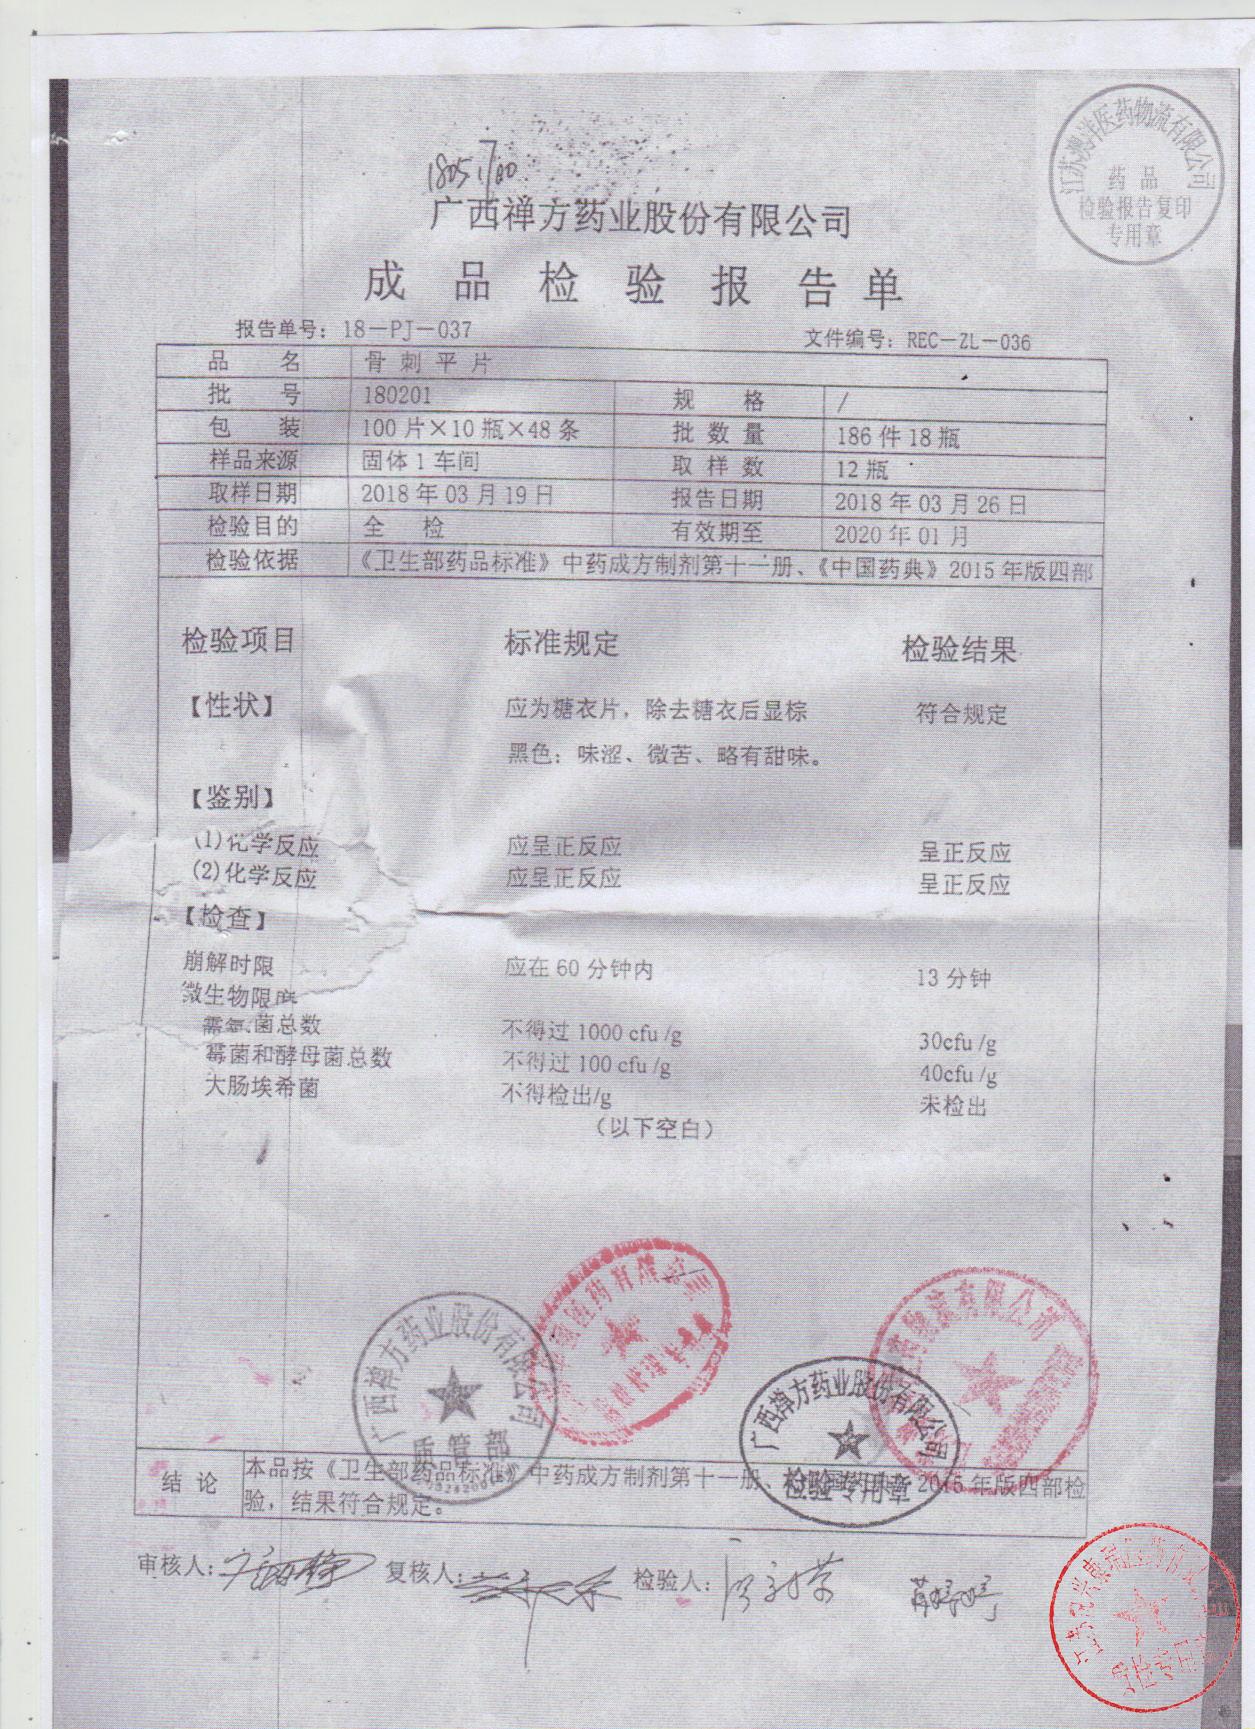 江苏澳洋医药物流有限公司
药品
检验报告复印
专用章
广西禅方药业股份有限公司
成品检验报告单
报告单号：18－PJ－037 文件编号：REC－ZL－036
品名 骨刺平片
批号 180201 规格 /
包装 100片×10瓶×48条 批数量 186件18瓶
样品来源 固体1车间 取样数 12瓶
取样日期 2018年03月19日 报告日期 2018年03月26日
检验目的 全检 有效期至 2020年01月
检验依据 《卫生部药品标准》中药成方制剂第十一册、《中国药典》2015年版四部
检验项目 标准规定 检验结果
【性状】 应为糖衣片，除去糖衣后显棕 符合规定
黑色；味涩、微苦、略有甜味。
【鉴别】
(1)化学反应 应呈正反应 呈正反应
(2)化学反应 应呈正反应 呈正反应
【检查】
崩解时限 应在60分钟内 13分钟
微生物限度
需氧菌总数 不得过1000 cfu /g 30cfu /g
霉菌和酵母菌总数 不得过100 cfu /g 40cfu /g
大肠埃希菌 不得检出/g 未检出
（以下空白）
广西禅方药业股份有限公司
质管部
广西禅方药业股份有限公司
检验专用章
结论 本品按《卫生部药品标准》中药成方制剂第十一册、 2015年版四部检
验，结果符合规定。
审核人： 复核人： 检验人：
质检专用章